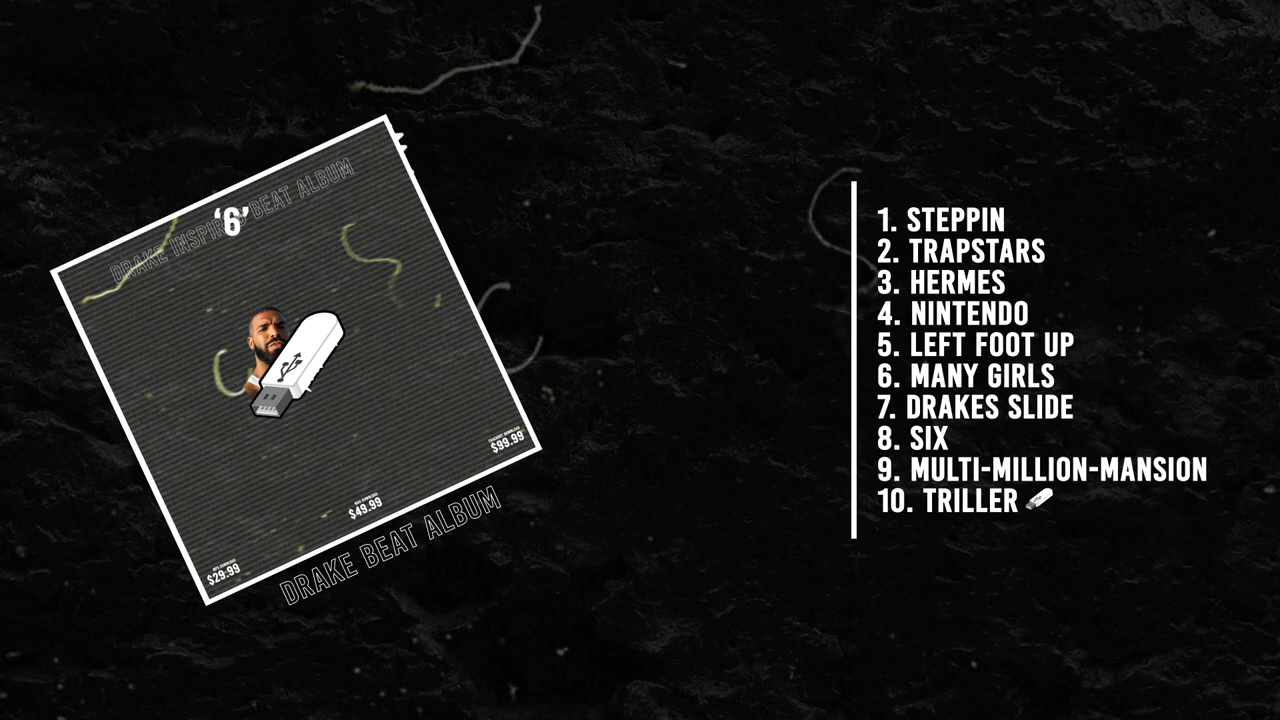 DRAKE INSPIRED BEAT ALBUM
‘6’
$99.99
$49.99
$29.99
DRAKE BEAT ALBUM
1. STEPPIN
2. TRAPSTARS
3. HERMES
4. NINTENDO
5. LEFT FOOT UP
6. MANY GIRLS
7. DRAKES SLIDE
8. SIX
9. MULTI-MILLION-MANSION
10. TRILLER